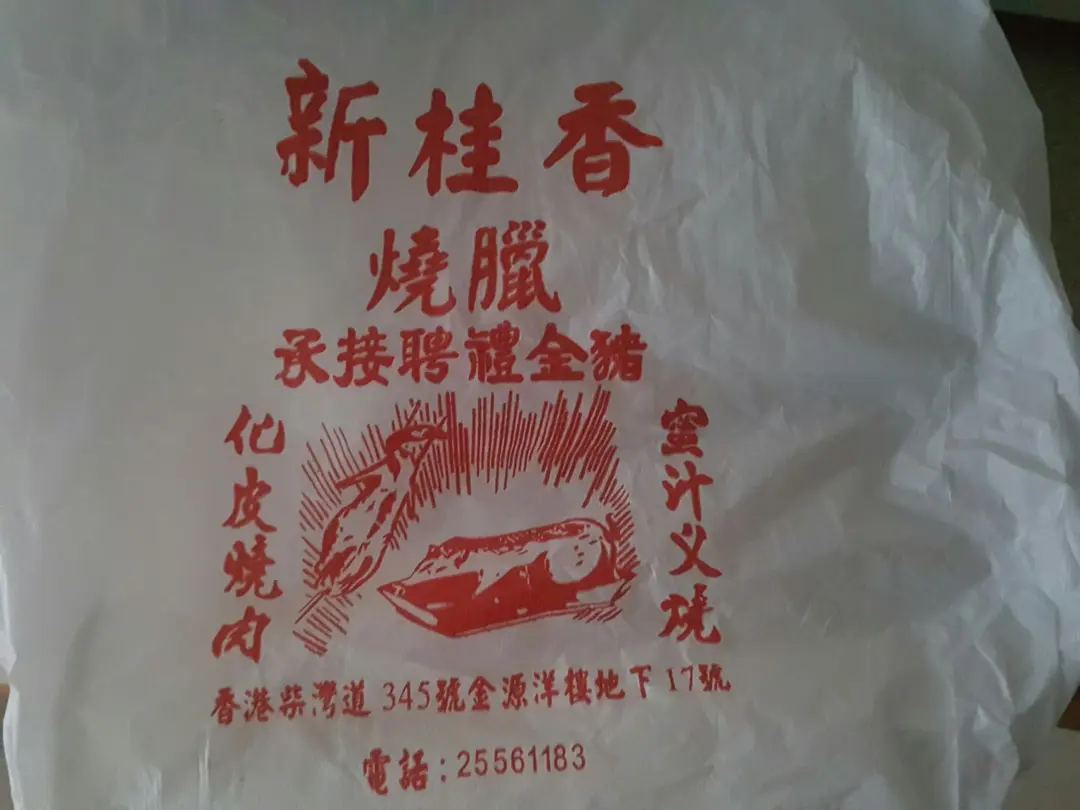 新桂香
燒臘
承接聘禮金豬
化皮燒肉
蜜汁义燒
香港柴灣道 345號金源洋樓地下 17號
電話:25561183